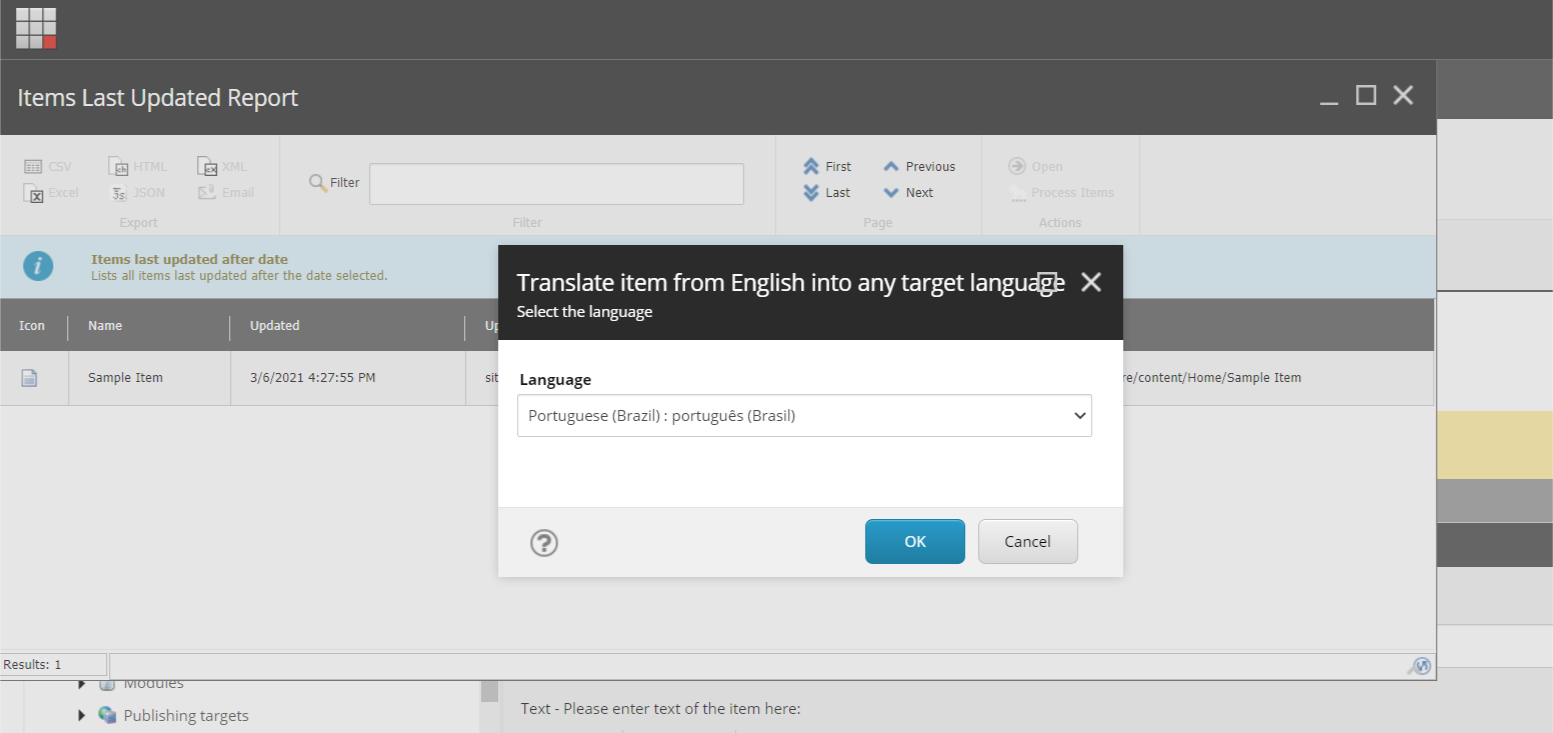 Items Last Updated Report
CSV HTML XML
Excel JSON Email
Export
Filter
Filter
First Previous
Last Next
Page
Open
Process Items
Actions
Items last updated after date
Lists all items last updated after the date selected.
Icon Name Updated
Sample Item 3/6/2021 4:27:55 PM re/content/Home/Sample Item
Translate item from English into any target language
Select the language
Language
Portuguese (Brazil) : português (Brasil)
OK Cancel
Results: 1
Modules
Publishing targets
Text - Please enter text of the item here: